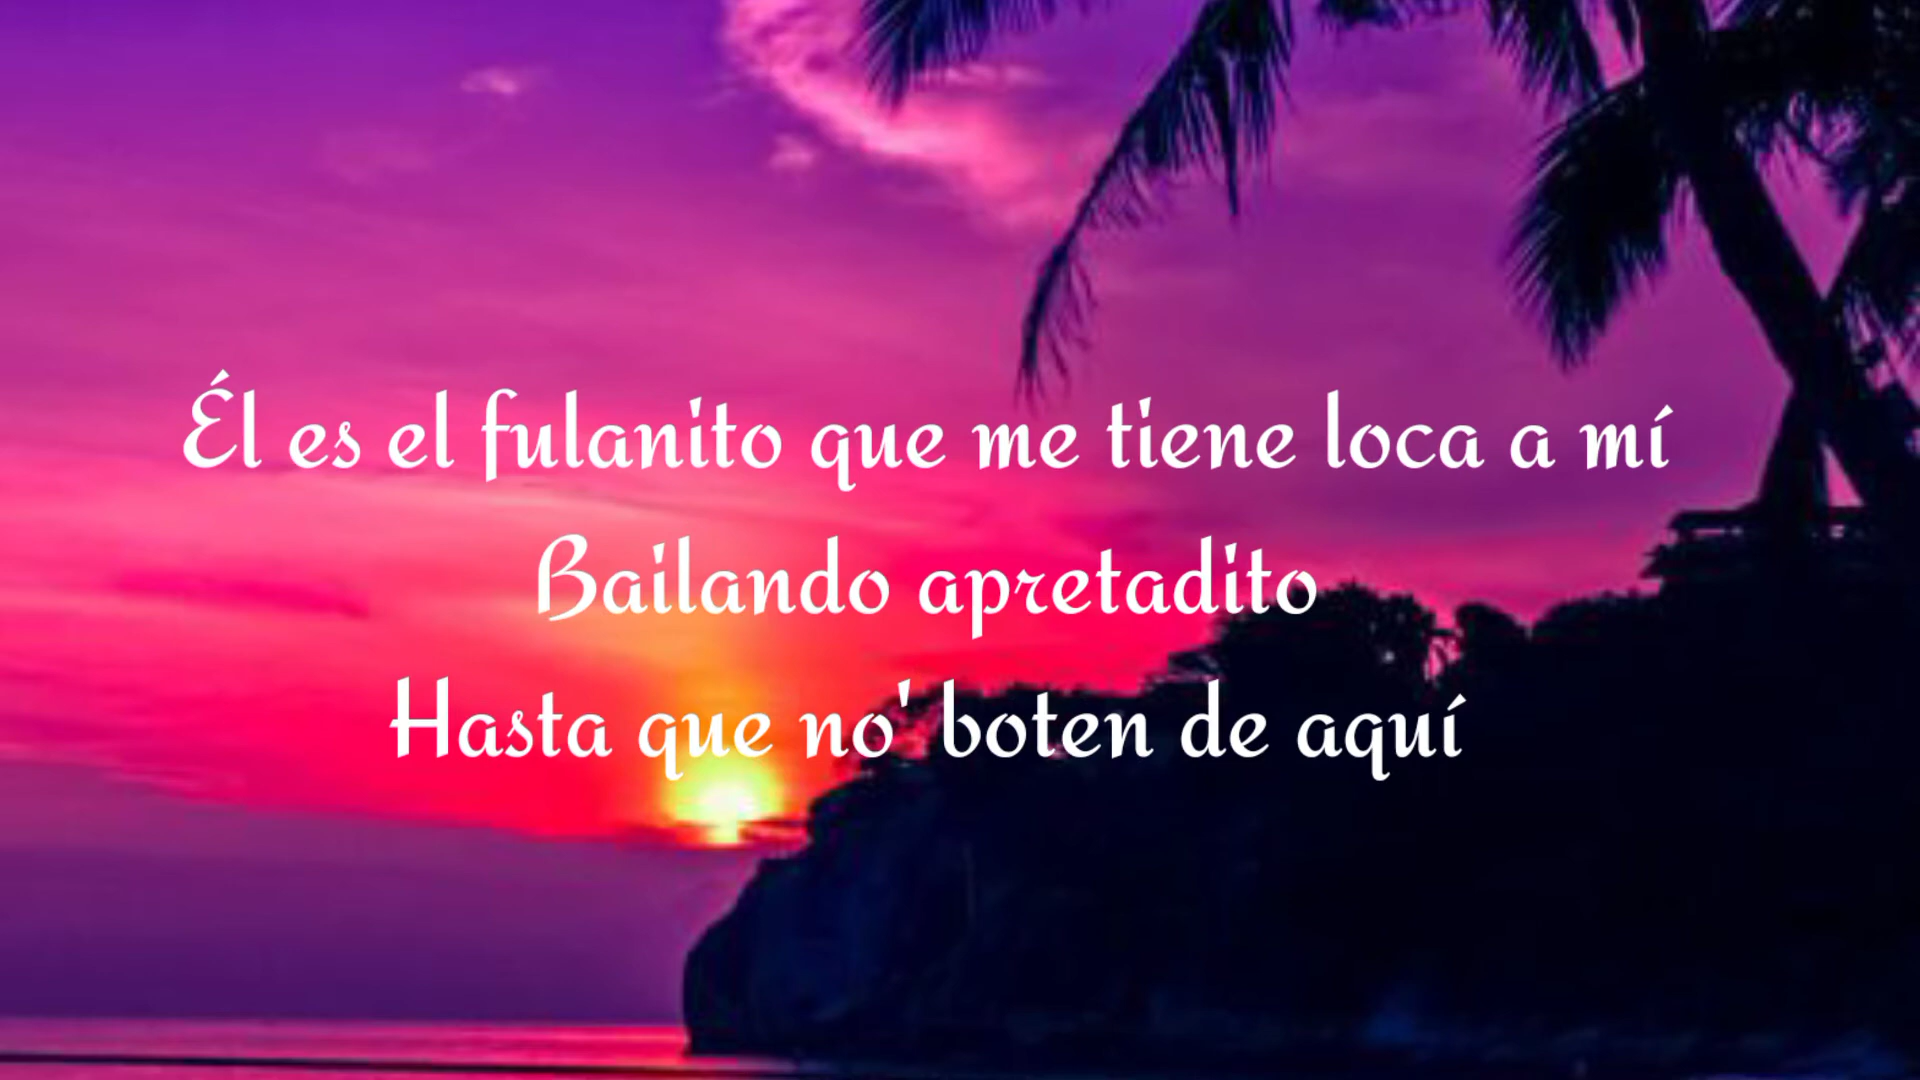 Él es el fulanito que me tiene loca a mí
Bailando apretadito
Hasta que no' boten de aquí